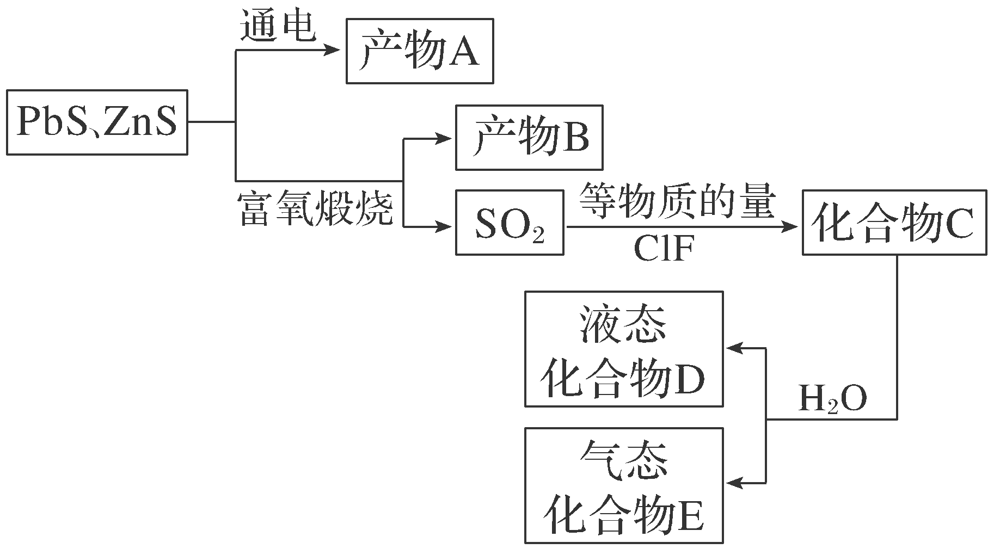 通电
产物A
PbS、ZnS
产物B
富氧煅烧
SO₂
等物质的量
ClF
化合物C
液态
化合物D
H₂O
气态
化合物E